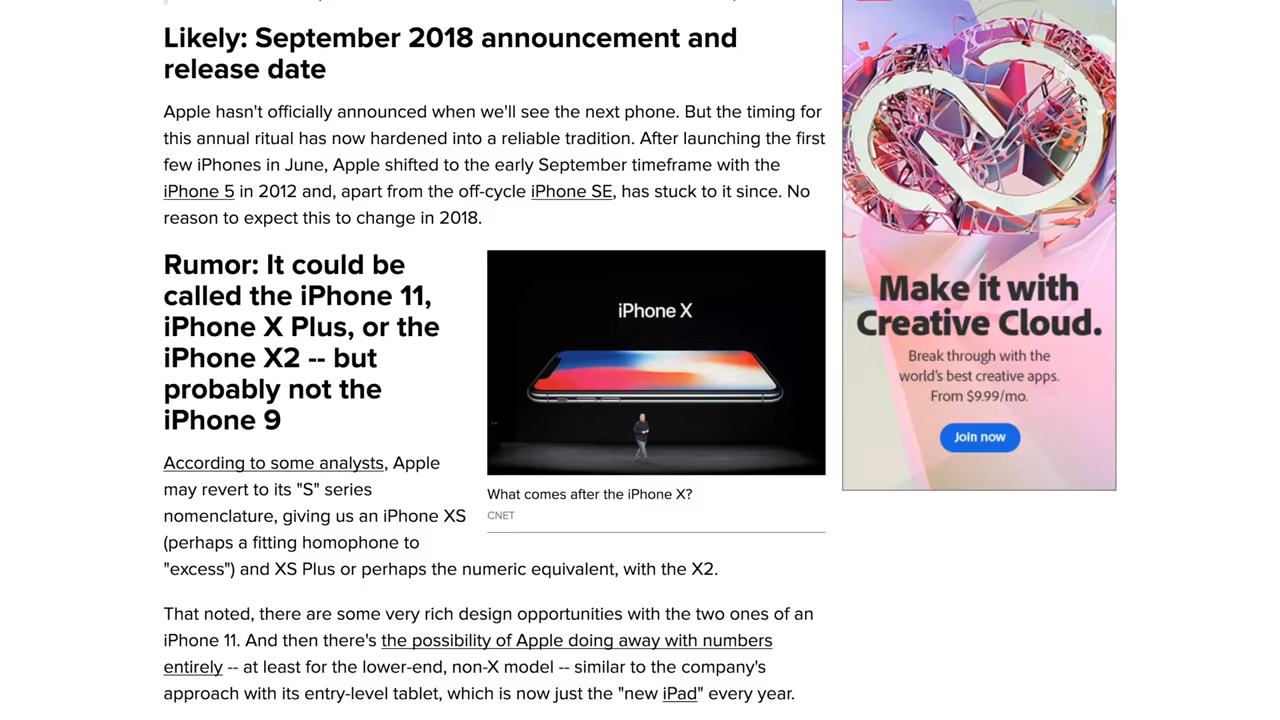 Likely: September 2018 announcement and
release date
Apple hasn't officially announced when we'll see the next phone. But the timing for
this annual ritual has now hardened into a reliable tradition. After launching the first
few iPhones in June, Apple shifted to the early September timeframe with the
iPhone 5 in 2012 and, apart from the off-cycle iPhone SE, has stuck to it since. No
reason to expect this to change in 2018.
Rumor: It could be
called the iPhone 11,
iPhone X Plus, or the
iPhone X2 -- but
probably not the
iPhone 9
iPhone X
What comes after the iPhone X?
CNET
According to some analysts, Apple
may revert to its "S" series
nomenclature, giving us an iPhone XS
(perhaps a fitting homophone to
"excess") and XS Plus or perhaps the numeric equivalent, with the X2.
That noted, there are some very rich design opportunities with the two ones of an
iPhone 11. And then there's the possibility of Apple doing away with numbers
entirely -- at least for the lower-end, non-X model -- similar to the company's
approach with its entry-level tablet, which is now just the "new iPad" every year.
Make it with
Creative Cloud.
Break through with the
world's best creative apps.
From $9.99/mo.
Join now